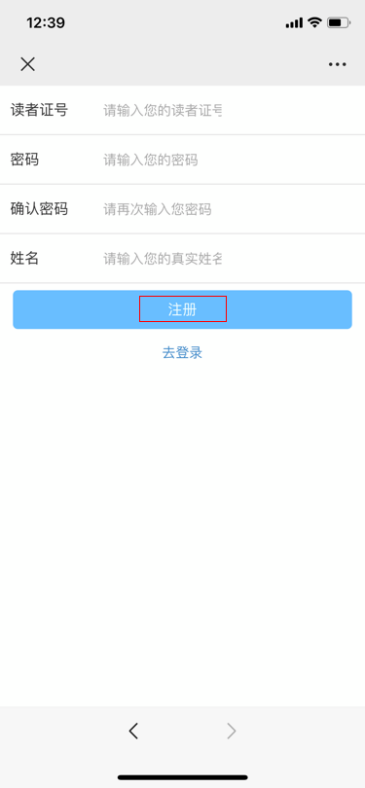 12:39
读者证号 请输入您的读者证号
密码 请输入您的密码
确认密码 请再次输入您密码
姓名 请输入您的真实姓名
注册
去登录